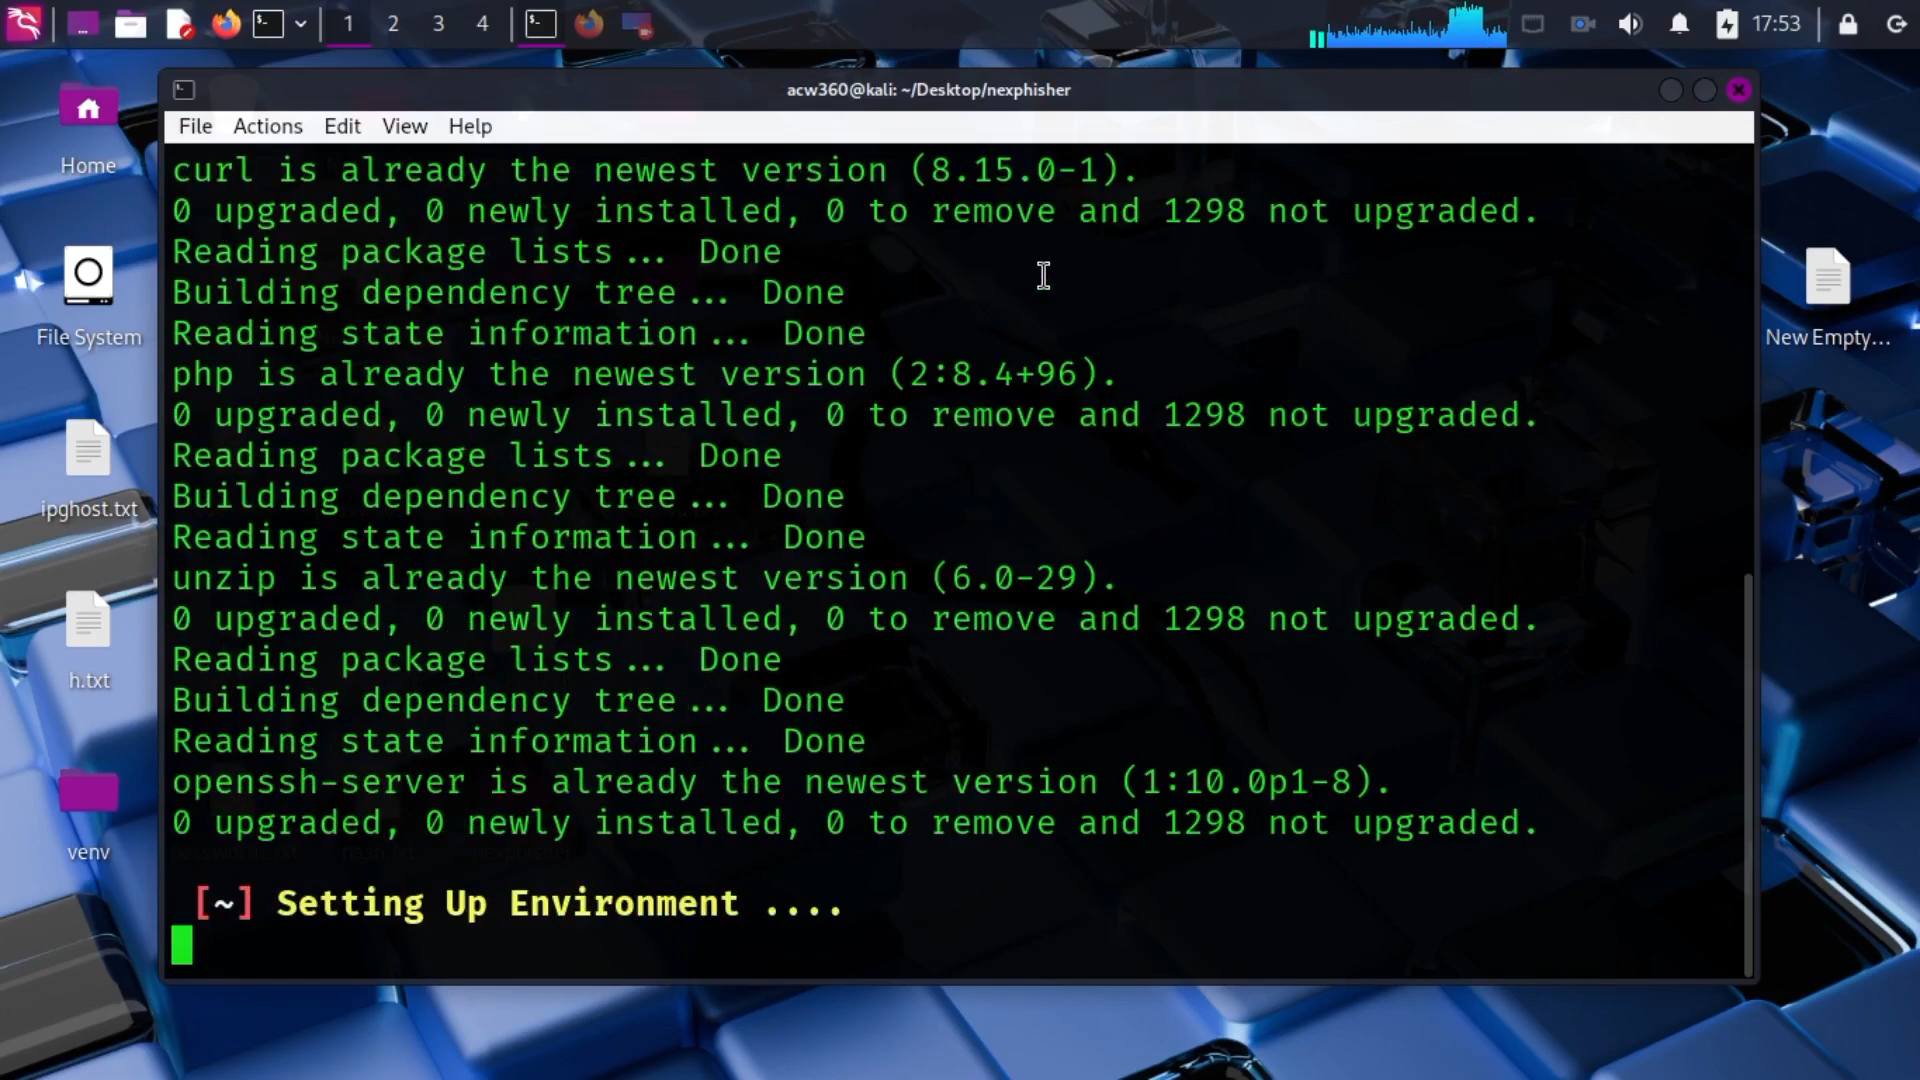 1 2 3 4 17:53
acw360@kali: ~/Desktop/nexphisher
File Actions Edit View Help
curl is already the newest version (8.15.0-1).
0 upgraded, 0 newly installed, 0 to remove and 1298 not upgraded.
Reading package lists... Done
Building dependency tree... Done
Reading state information... Done
php is already the newest version (2:8.4+96).
0 upgraded, 0 newly installed, 0 to remove and 1298 not upgraded.
Reading package lists... Done
Building dependency tree... Done
Reading state information... Done
unzip is already the newest version (6.0-29).
0 upgraded, 0 newly installed, 0 to remove and 1298 not upgraded.
Reading package lists... Done
Building dependency tree... Done
Reading state information... Done
openssh-server is already the newest version (1:10.0p1-8).
0 upgraded, 0 newly installed, 0 to remove and 1298 not upgraded.
[~] Setting Up Environment ....
Home
File System
ipghost.txt
h.txt
venv
New Empty...